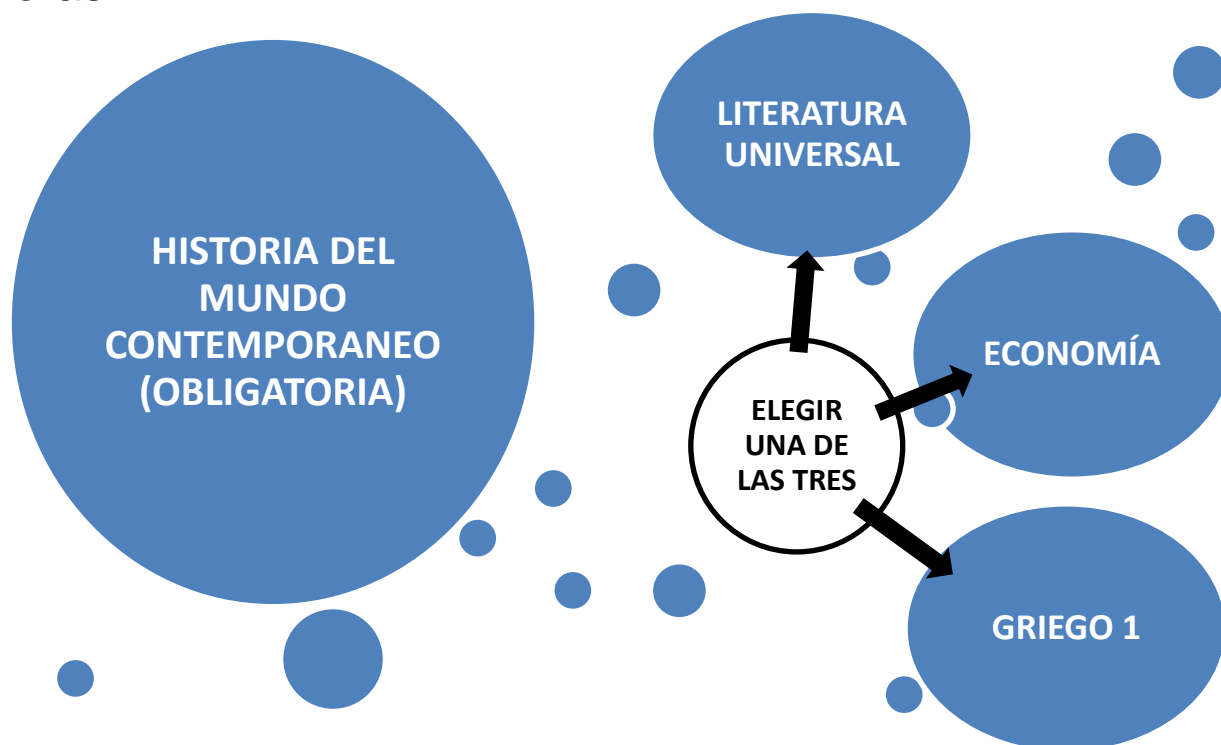 HISTORIA DEL
MUNDO
CONTEMPORANEO
(OBLIGATORIA)
LITERATURA
UNIVERSAL
ECONOMÍA
ELEGIR
UNA DE
LAS TRES
GRIEGO 1